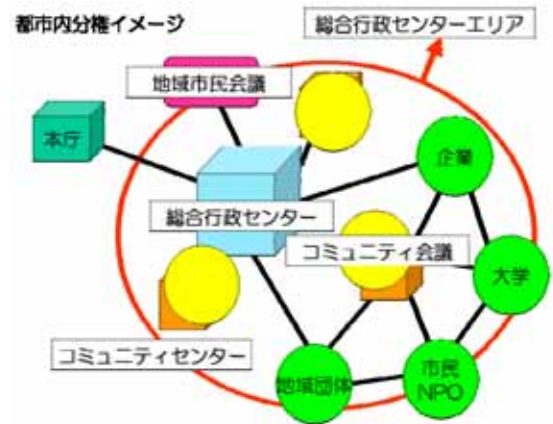 都市内分権イメージ
総合行政センターエリア
地域市民会議
本庁
企業
総合行政センター
コミュニティ会議
大学
コミュニティセンター
地域団体
市民
NPO